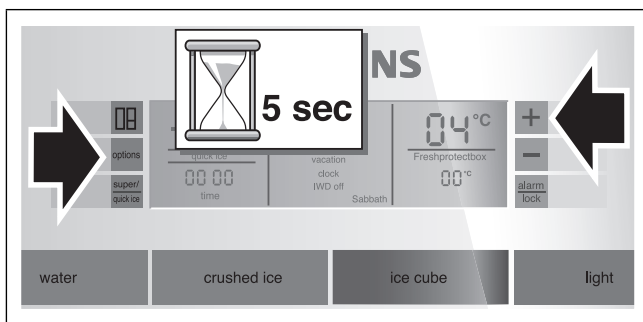 NS
5 sec
options
super/
quick ice
quick ice
00 00
time
vacation
clock
IWD off
Sabbath
04 °C
Freshprotectbox
00 °C
+
−
alarm
lock
water
crushed ice
ice cube
light